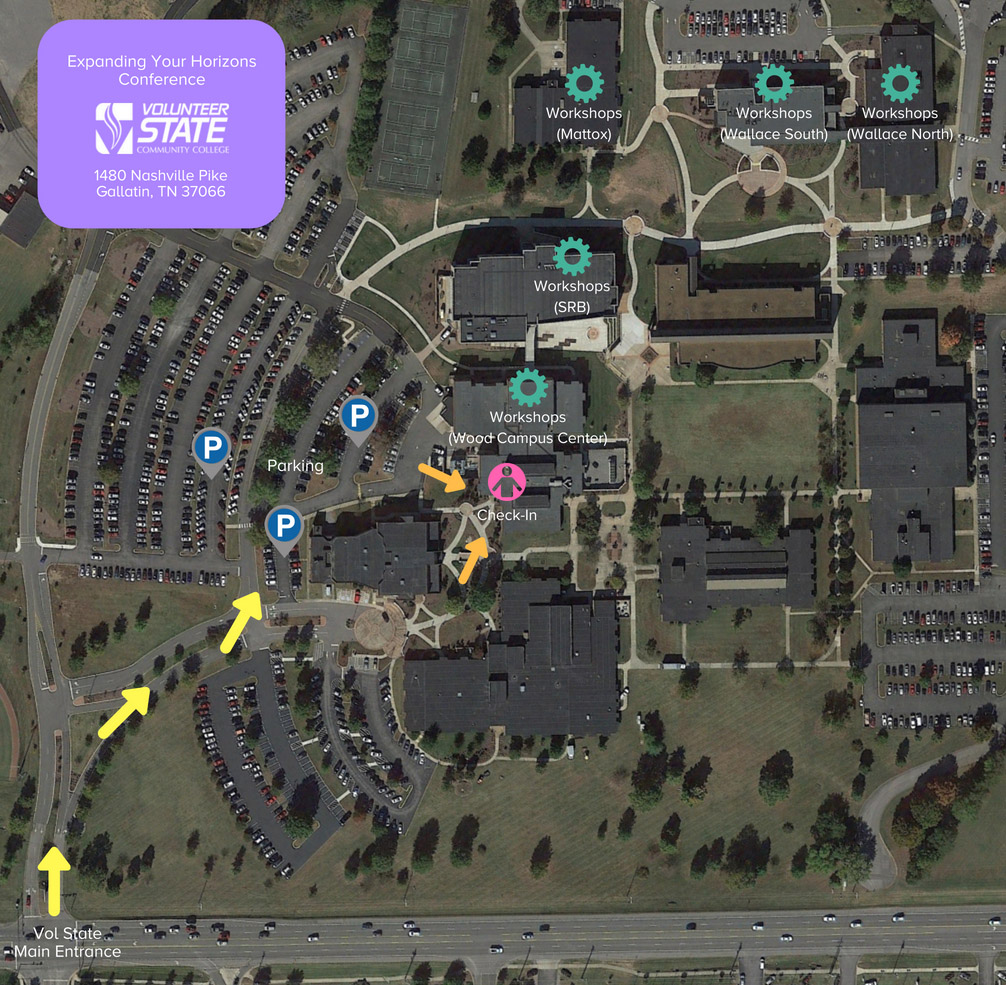 Expanding Your Horizons
Conference
VOLUNTEER
STATE
COMMUNITY COLLEGE
1480 Nashville Pike
Gallatin, TN 37066
Workshops
(Mattox)
Workshops
(Wallace South)
Workshops
(Wallace North)
Workshops
(SRB)
Workshops
(Wood Campus Center)
P
P
Parking
P
Check-In
Vol State
Main Entrance